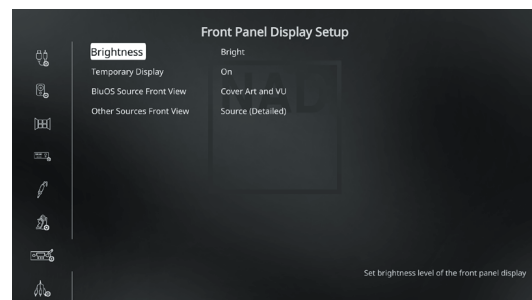 Front Panel Display Setup
Brightness Bright
Temporary Display On
BluOS Source Front View Cover Art and VU
Other Sources Front View Source (Detailed)
NAD
Set brightness level of the front panel display